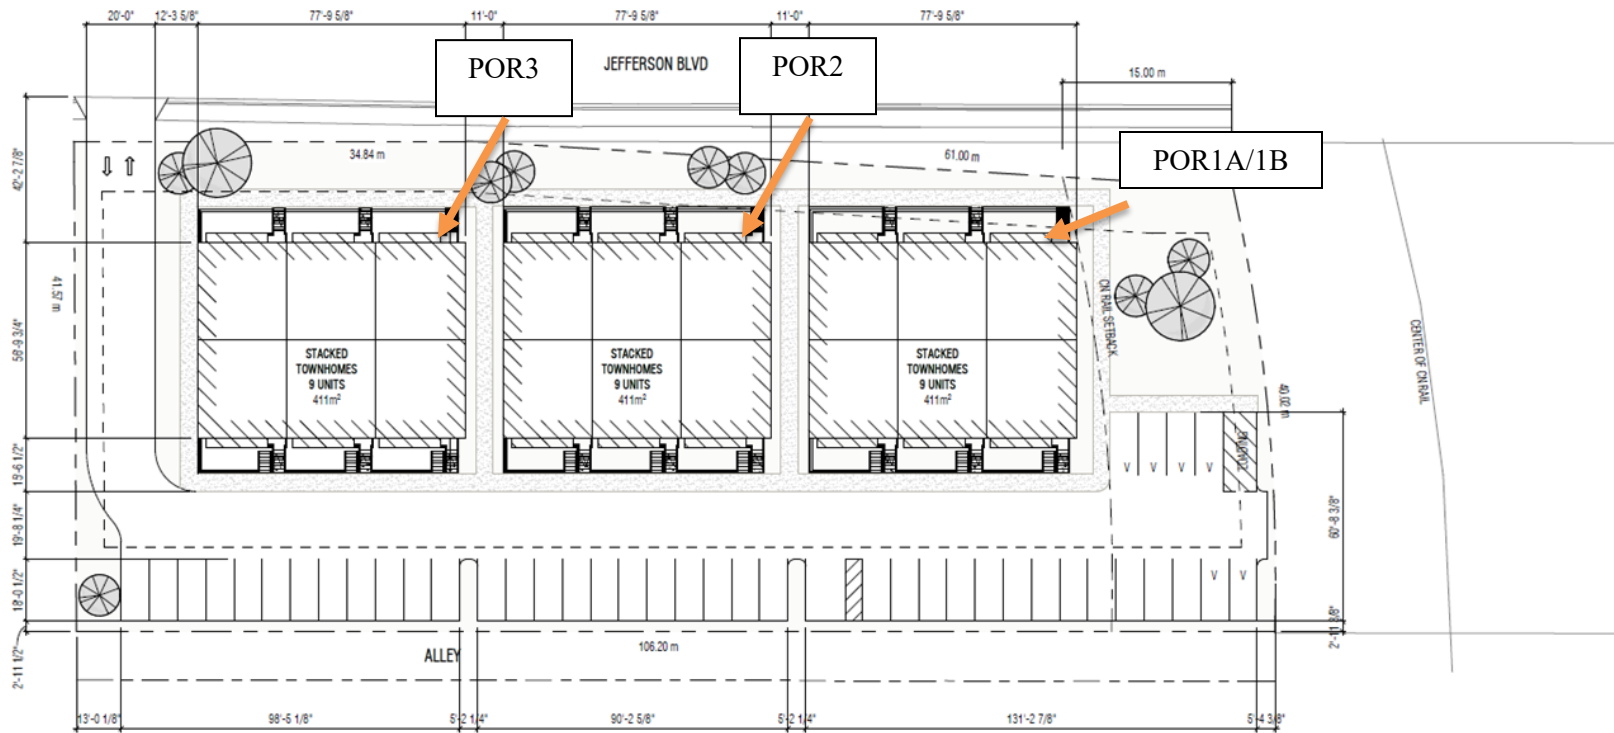 20'-0" 12'-3 5/8" 77'-9 5/8" 11'-0" 77'-9 5/8" 11'-0" 77'-9 5/8"
POR3
JEFFERSON BLVD
POR2
15.00 m
POR1A/1B
42'-2 7/8"
34.84 m
61.00 m
41.57 m
58'-9 3/4"
CN RAIL SETBACK
CENTER OF CN RAIL
STACKED
TOWNHOMES
9 UNITS
411m²
STACKED
TOWNHOMES
9 UNITS
411m²
STACKED
TOWNHOMES
9 UNITS
411m²
40.02 m
19'-6 1/2"
V V V V
19'-8 1/4"
60'-8 3/8"
18'-0 1/2"
V V
2'-11 1/2"
2'-11 3/8"
ALLEY
106.20 m
13'-0 1/8" 98'-5 1/8" 5'-2 1/4" 90'-2 5/8" 5'-2 1/4" 131'-2 7/8" 5'-4 3/8"